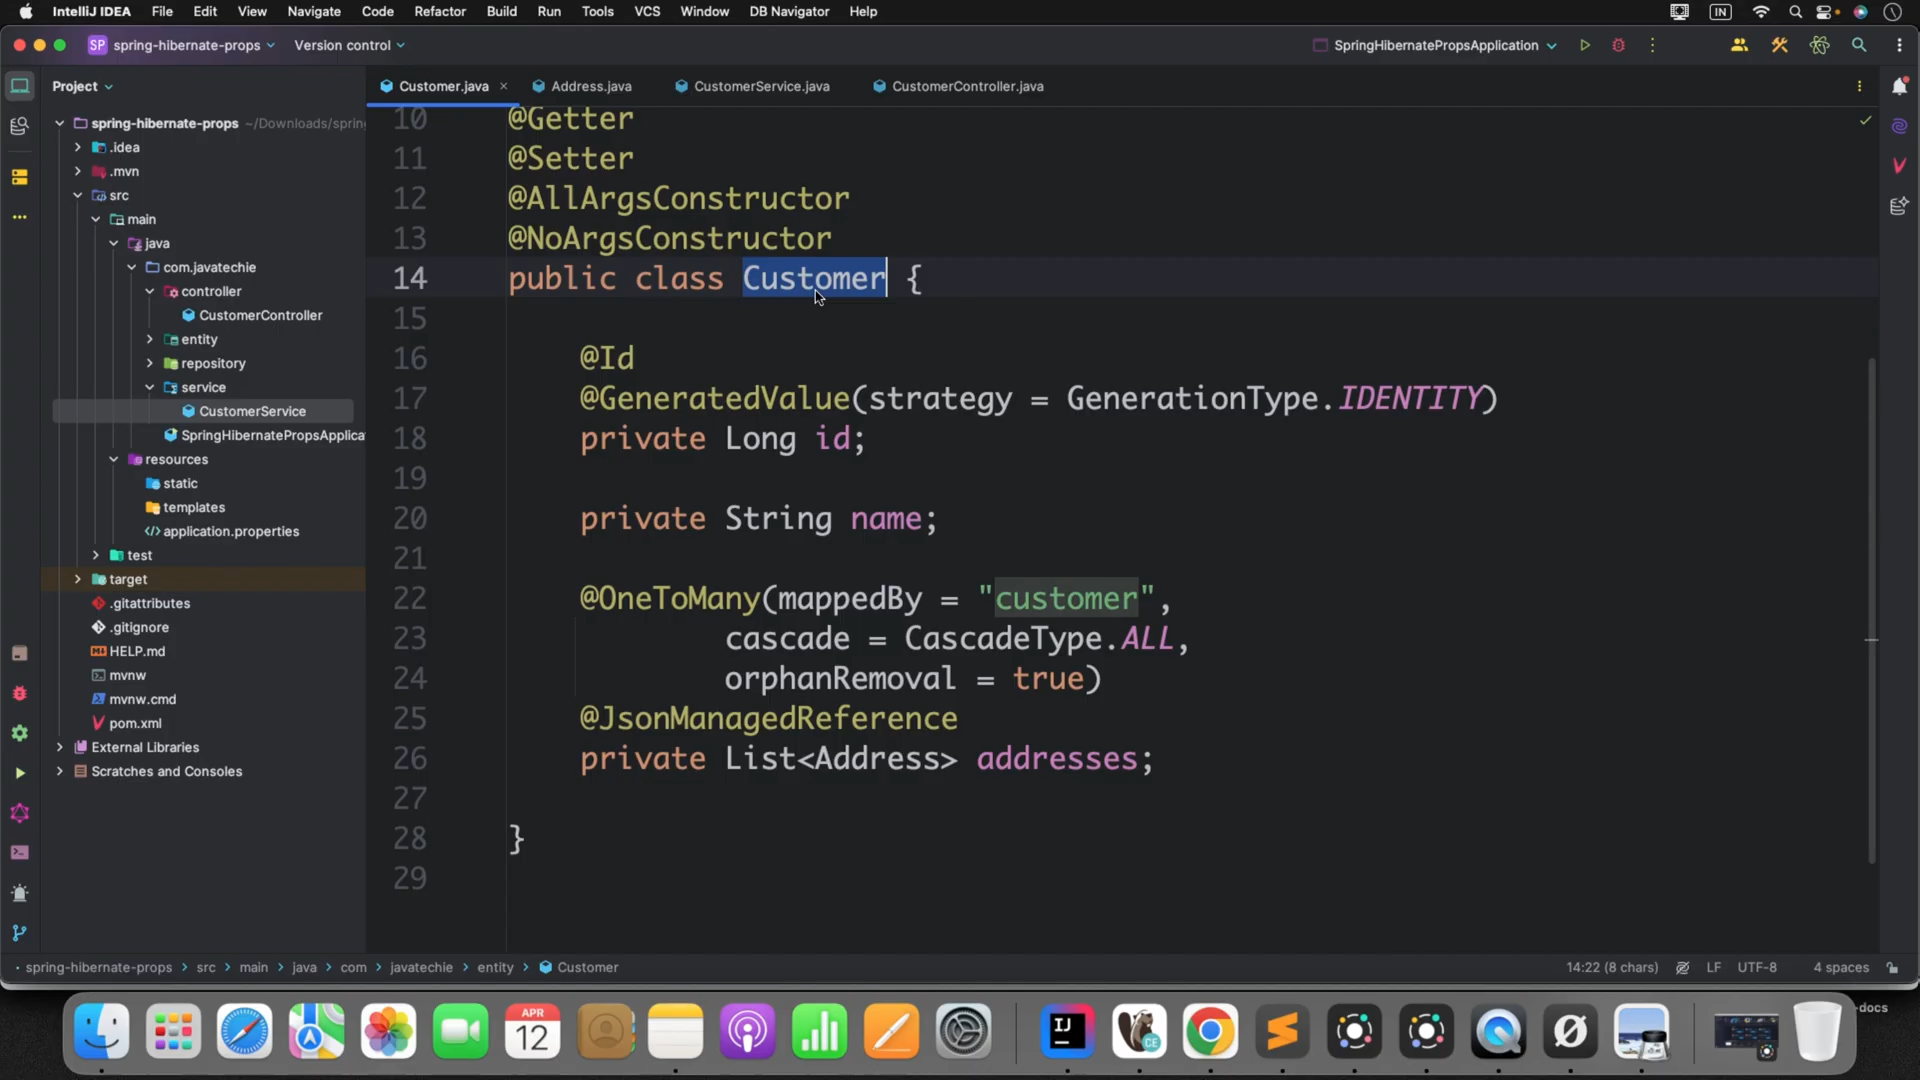 IntelliJ IDEA File Edit View Navigate Code Refactor Build Run Tools VCS Window DB Navigator Help IN
SP spring-hibernate-props Version control SpringHibernatePropsApplication
Project
Customer.java Address.java CustomerService.java CustomerController.java
spring-hibernate-props ~/Downloads/spring
.idea
.mvn
src
main
java
com.javatechie
controller
CustomerController
entity
repository
service
CustomerService
SpringHibernatePropsApplica
resources
static
templates
application.properties
test
target
.gitattributes
.gitignore
HELP.md
mvnw
mvnw.cmd
pom.xml
External Libraries
Scratches and Consoles
10 @Getter
11 @Setter
12 @AllArgsConstructor
13 @NoArgsConstructor
14 public class Customer {
15
16 @Id
17 @GeneratedValue(strategy = GenerationType.IDENTITY)
18 private Long id;
19
20 private String name;
21
22 @OneToMany(mappedBy = "customer",
23 cascade = CascadeType.ALL,
24 orphanRemoval = true)
25 @JsonManagedReference
26 private List<Address> addresses;
27
28 }
29
spring-hibernate-props > src > main > java > com > javatechie > entity > Customer 14:22 (8 chars) LF UTF-8 4 spaces
APR
12
IJ
CE
-docs